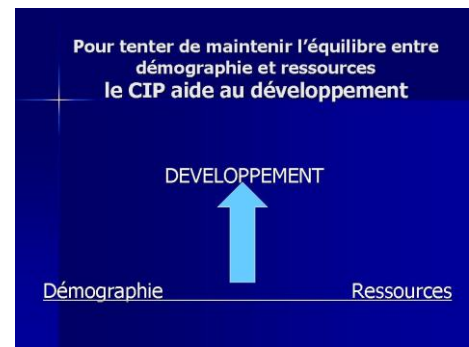 Pour tenter de maintenir l'équilibre entre
démographie et ressources
le CIP aide au développement
DEVELOPPEMENT
Démographie Ressources